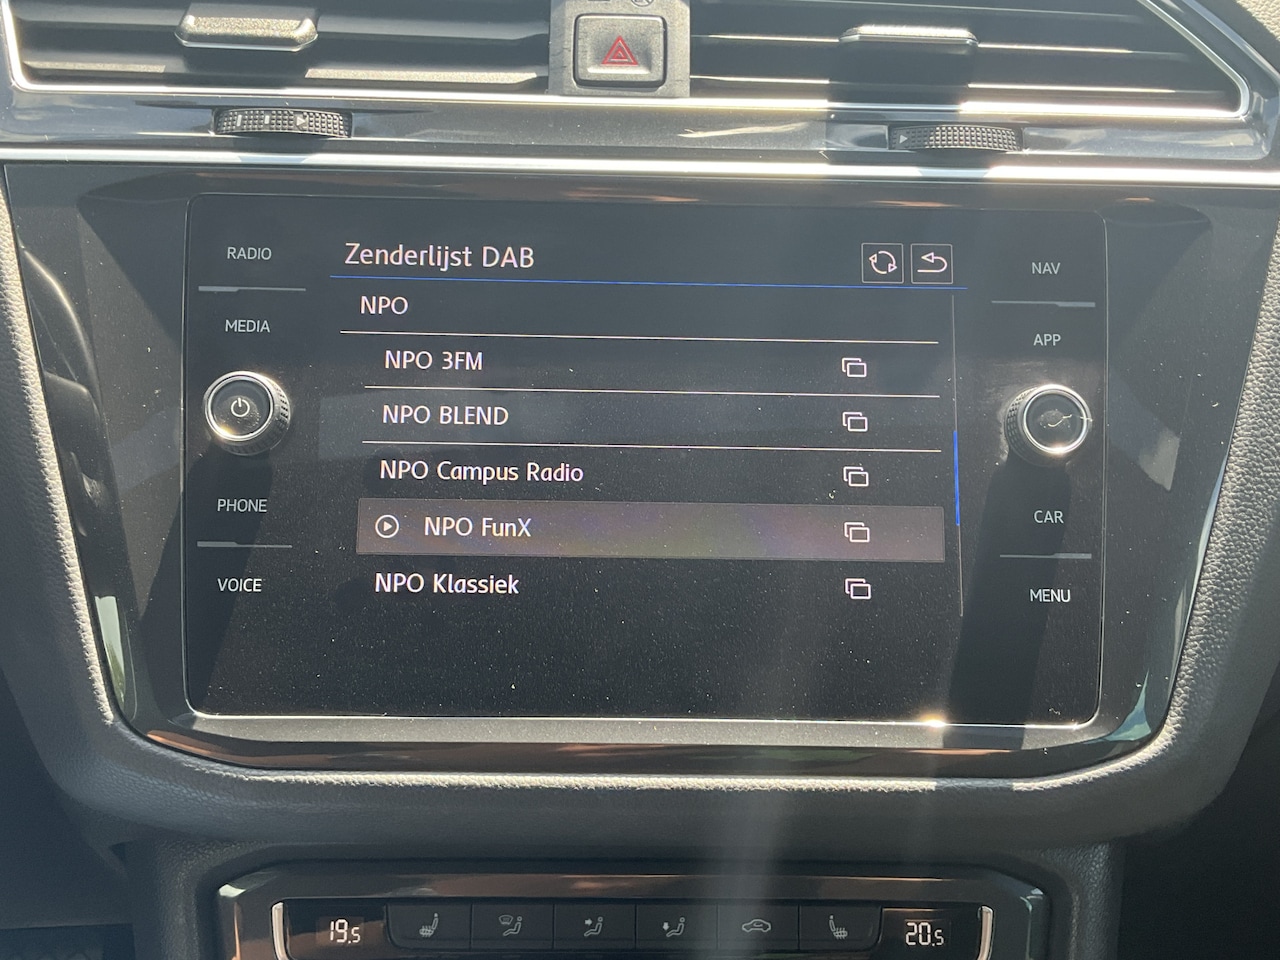 Zenderlijst DAB
RADIO
NAV
NPO
MEDIA
APP
NPO 3FM
NPO BLEND
NPO Campus Radio
PHONE
NPO FunX
CAR
VOICE
NPO Klassiek
MENU
19.5
20.5